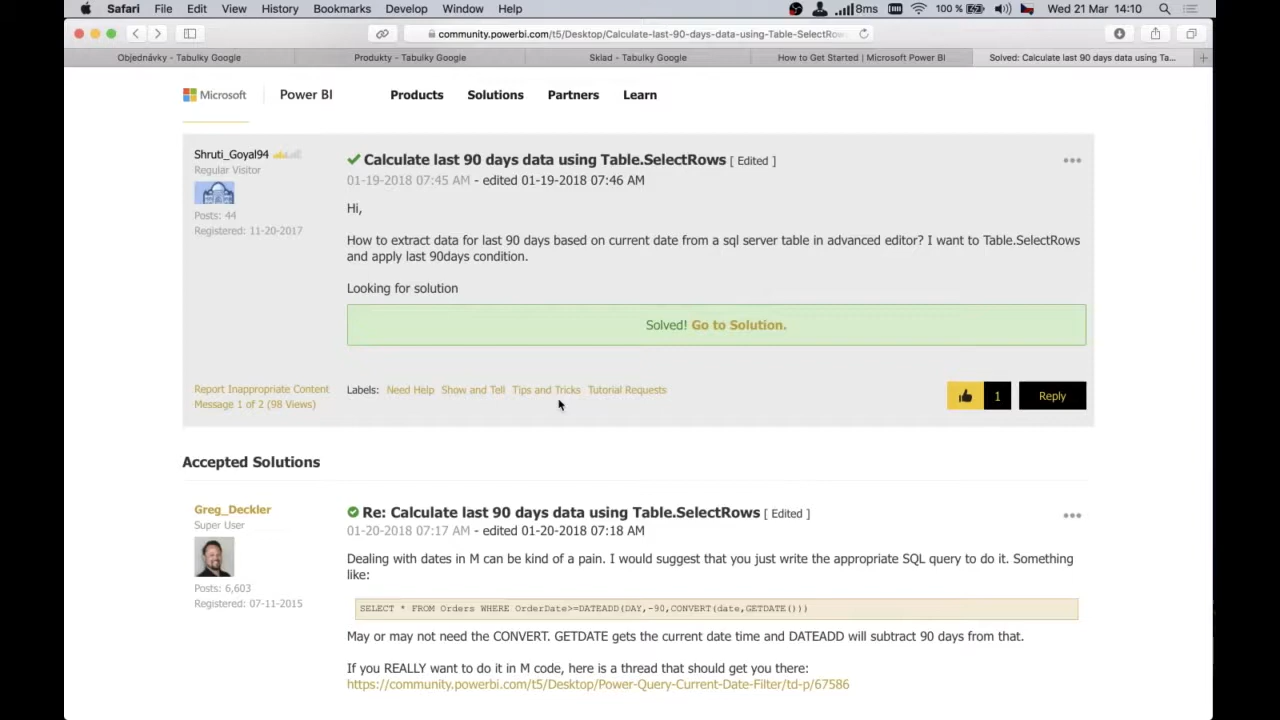 Safari File Edit View History Bookmarks Develop Window Help 8ms 100 % Wed 21 Mar 14:10
community.powerbi.com/t5/Desktop/Calculate-last-90-days-data-using-Table-SelectRow
Objednávky - Tabulky Google Produkty - Tabulky Google Sklad - Tabulky Google How to Get Started | Microsoft Power BI Solved: Calculate last 90 days data using Ta... +
Microsoft Power BI Products Solutions Partners Learn
Shruti_Goyal94
Regular Visitor
Posts: 44
Registered: 11-20-2017
Calculate last 90 days data using Table.SelectRows [ Edited ]
01-19-2018 07:45 AM - edited 01-19-2018 07:46 AM
Hi,
How to extract data for last 90 days based on current date from a sql server table in advanced editor? I want to Table.SelectRows
and apply last 90days condition.
Looking for solution
Solved! Go to Solution.
Report Inappropriate Content
Message 1 of 2 (98 Views)
Labels: Need Help Show and Tell Tips and Tricks Tutorial Requests
1 Reply
Accepted Solutions
Greg_Deckler
Super User
Posts: 6,603
Registered: 07-11-2015
Re: Calculate last 90 days data using Table.SelectRows [ Edited ]
01-20-2018 07:17 AM - edited 01-20-2018 07:18 AM
Dealing with dates in M can be kind of a pain. I would suggest that you just write the appropriate SQL query to do it. Something
like:
SELECT * FROM Orders WHERE OrderDate>=DATEADD(DAY,-90,CONVERT(date,GETDATE()))
May or may not need the CONVERT. GETDATE gets the current date time and DATEADD will subtract 90 days from that.
If you REALLY want to do it in M code, here is a thread that should get you there:
https://community.powerbi.com/t5/Desktop/Power-Query-Current-Date-Filter/td-p/67586